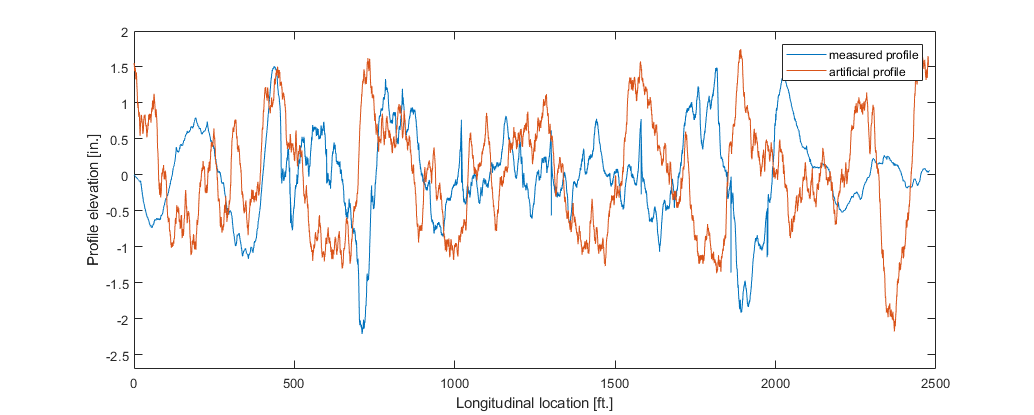 2
1.5
1
0.5
0
-0.5
-1
-1.5
-2
-2.5
Profile elevation [in.]
measured profile
artificial profile
0 500 1000 1500 2000 2500
Longitudinal location [ft.]